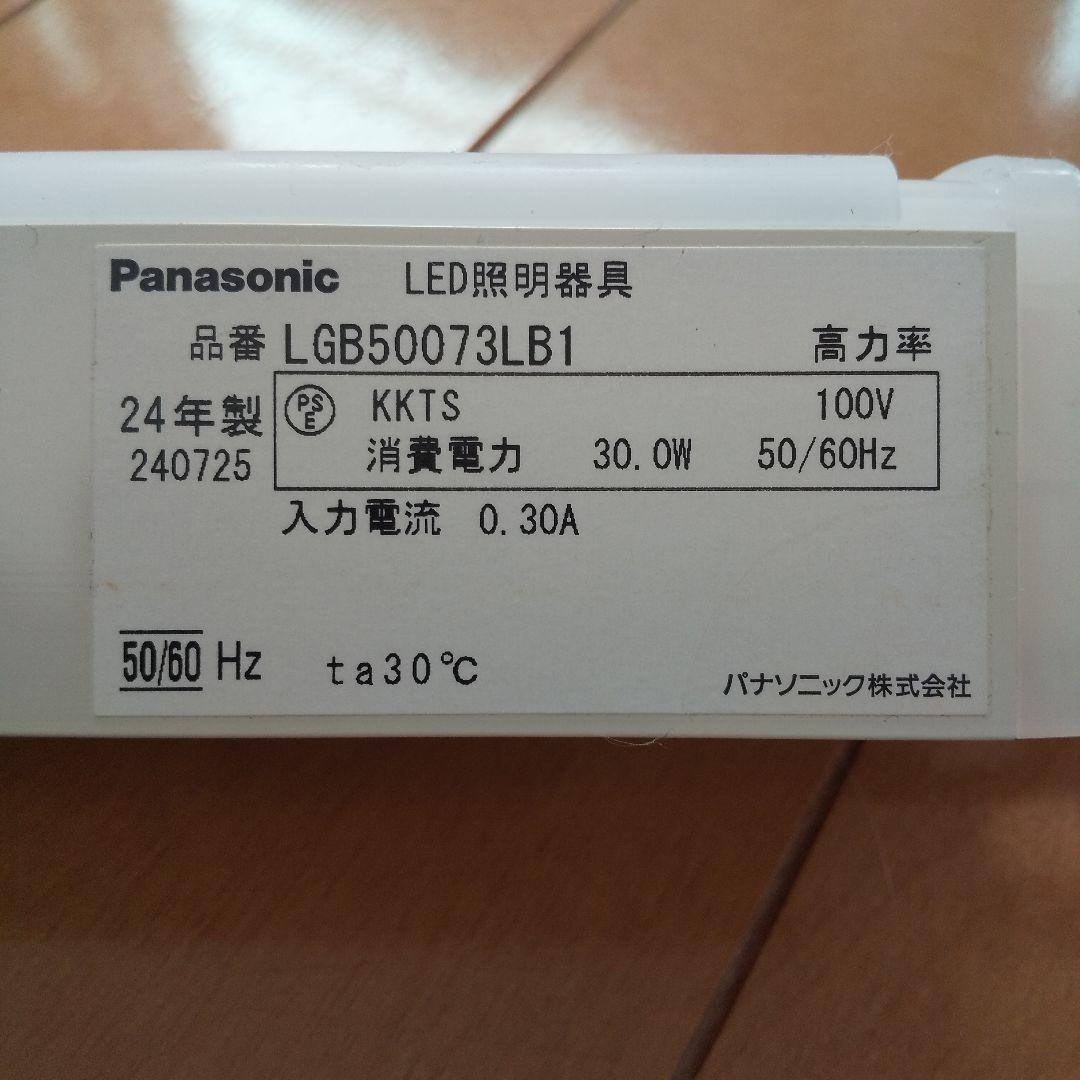 Panasonic LED照明器具
品番 LGB50073LB1 高力率
24年製 PSE KKTS 100V
240725 消費電力 30.0W 50/60Hz
入力電流 0.30A
50/60 Hz ta30℃
パナソニック株式会社